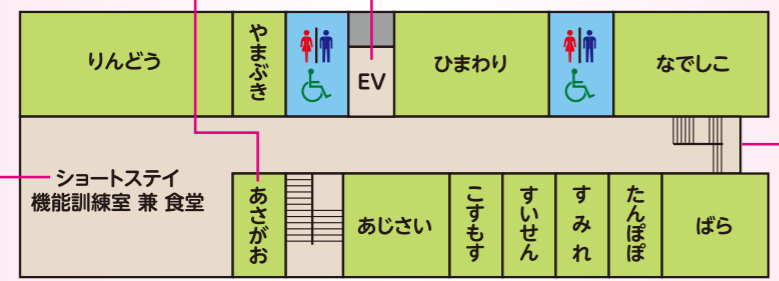 りんどう
やまぶき
EV
ひまわり
なでしこ
ショートステイ
機能訓練室 兼 食堂
あさがお
あじさい
こすもす
すいせん
すみれ
たんぽぽ
ばら